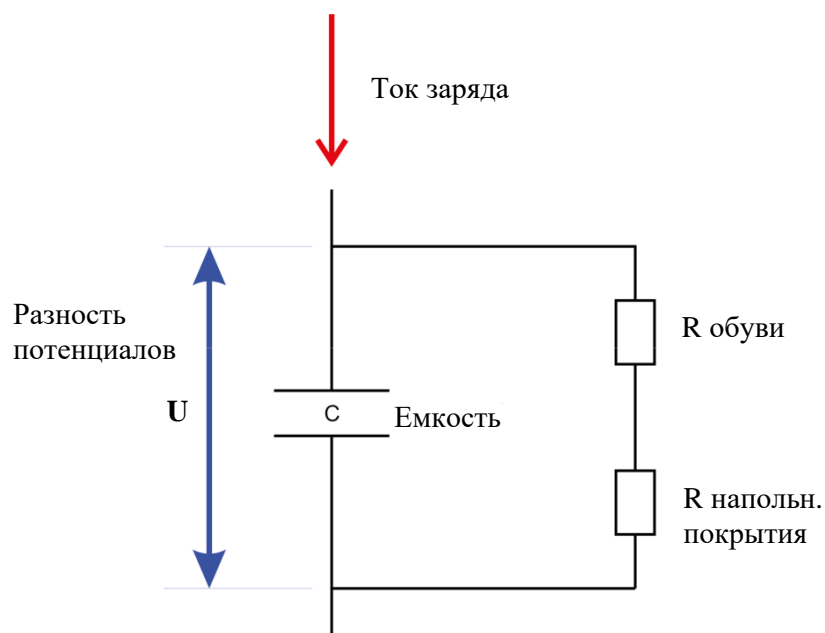 Ток заряда
Разность
потенциалов
U
C
Емкость
R обуви
R напольн.
покрытия